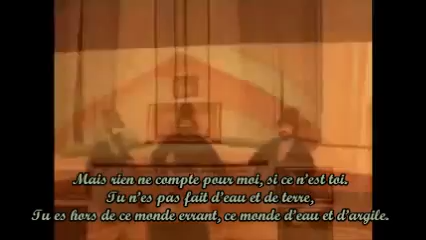 Mais rien ne compte pour moi, si ce n'est toi.
Tu n'es pas fait d'eau et de terre,
Tu es hors de ce monde errant, ce monde d'eau et d'argile.